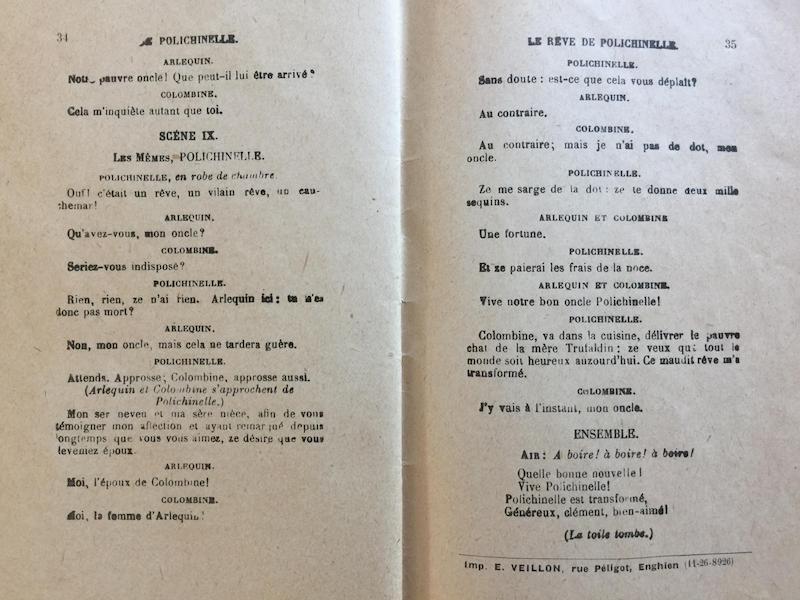 34
POLICHINELLE.
ARLEQUIN.
pauvre oncle! Que peut-il lui être arrivé?
COLOMBINE.
Cela m'inquiète autant que toi.
SCÈNE IX.
LES MÊMES, POLICHINELLE.
POLICHINELLE, en robe de chambre.
Ouf! c'était un rêve, un vilain rêve, un cau-
chemar!
ARLEQUIN.
Qu'avez-vous, mon oncle?
COLOMBINE.
Seriez-vous indisposé?
POLICHINELLE.
Rien, rien, ze n'ai rien. Arlequin ici: tu n'es
donc pas mort?
ARLEQUIN.
Non, mon oncle, mais cela ne tardera guère.
POLICHINELLE.
Attends. Approsse; Colombine, approsse aussi.
(Arlequin et Colombine s'approchent de
Polichinelle.)
Mon ser neveu et ma sère nièce, afin de vous
témoigner mon affection et ayant remarqué depuis
longtemps que vous vous aimez, ze désire que vous
deveniez époux.
ARLEQUIN.
Moi, l'époux de Colombine!
COLOMBINE.
Moi, la femme d'Arlequin!
LE RÊVE DE POLICHINELLE. 35
POLICHINELLE.
Sans doute: est-ce que cela vous déplaît?
ARLEQUIN.
Au contraire.
COLOMBINE.
Au contraire; mais je n'ai pas de dot, mon
oncle.
POLICHINELLE.
Ze me sarge de la dot: ze te donne deux mille
sequins.
ARLEQUIN ET COLOMBINE
Une fortune.
POLICHINELLE.
Et ze paierai les frais de la noce.
ARLEQUIN ET COLOMBINE.
Vive notre bon oncle Polichinelle!
POLICHINELLE.
Colombine, va dans la cuisine, délivrer le pauvre
chat de la mère Trufaldin: ze veux que tout le
monde soit heureux auzourd'hui. Ce maudit rêve m'a
transformé.
COLOMBINE.
J'y vais à l'instant, mon oncle.
ENSEMBLE.
AIR: A boire! à boire! à boire!
Quelle bonne nouvelle!
Vive Polichinelle!
Polichinelle est transformé,
Généreux, clément, bien-aimé!
(La toile tombe.)
Imp. E. VEILLON, rue Péligot, Enghien (11-26-8926)